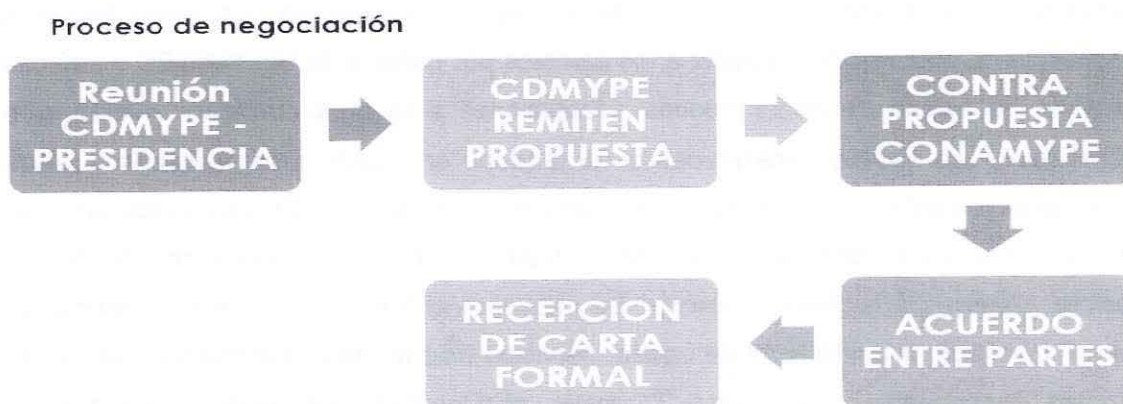 Proceso de negociación
Reunión
CDMYPE -
PRESIDENCIA
CDMYPE
REMITEN
PROPUESTA
CONTRA
PROPUESTA
CONAMYPE
ACUERDO
ENTRE PARTES
RECEPCION
DE CARTA
FORMAL